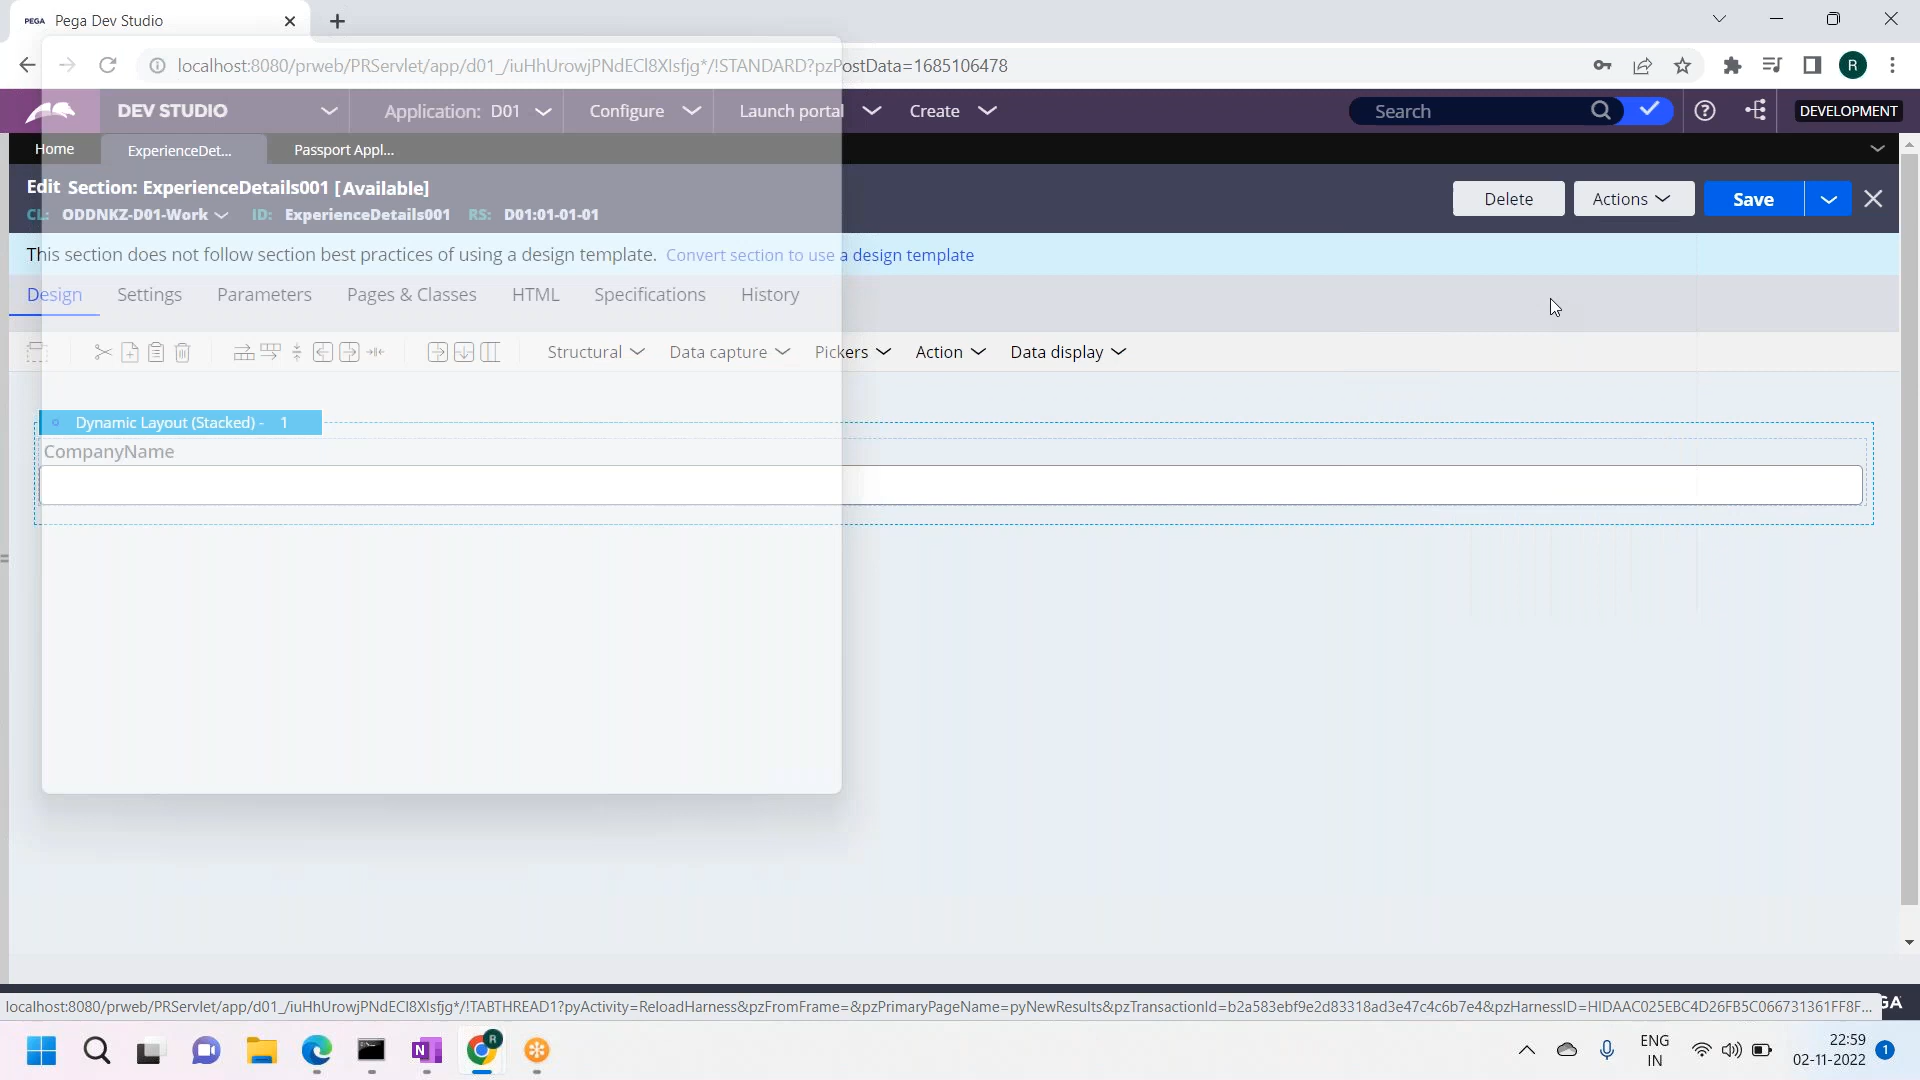 PEGA Pega Dev Studio
localhost:8080/prweb/PRServlet/app/d01_/iuHhUrowjPNdECl8Xlsfjg*/!STANDARD?pzPostData=1685106478
R
DEV STUDIO Application: D01 Configure Launch portal Create Search DEVELOPMENT
Home ExperienceDet... Passport Appl...
Edit Section: ExperienceDetails001 [Available]
CL: ODDNKZ-D01-Work ID: ExperienceDetails001 RS: D01:01-01-01
Delete Actions Save
This section does not follow section best practices of using a design template. Convert section to use a design template
Design Settings Parameters Pages & Classes HTML Specifications History
Structural Data capture Pickers Action Data display
Dynamic Layout (Stacked) - 1
CompanyName
localhost:8080/prweb/PRServlet/app/d01_/iuHhUrowjPNdECl8Xlsfjg*/!TABTHREAD1?pyActivity=ReloadHarness&pzFromFrame=&pzPrimaryPageName=pyNewResults&pzTransactionId=b2a583ebf9e2d83318ad3e47c4c6b7e4&pzHarnessID=HIDAAC025EBC4D26FB5C066731361FF8F... GA
R
ENG
IN
22:59
02-11-2022
1